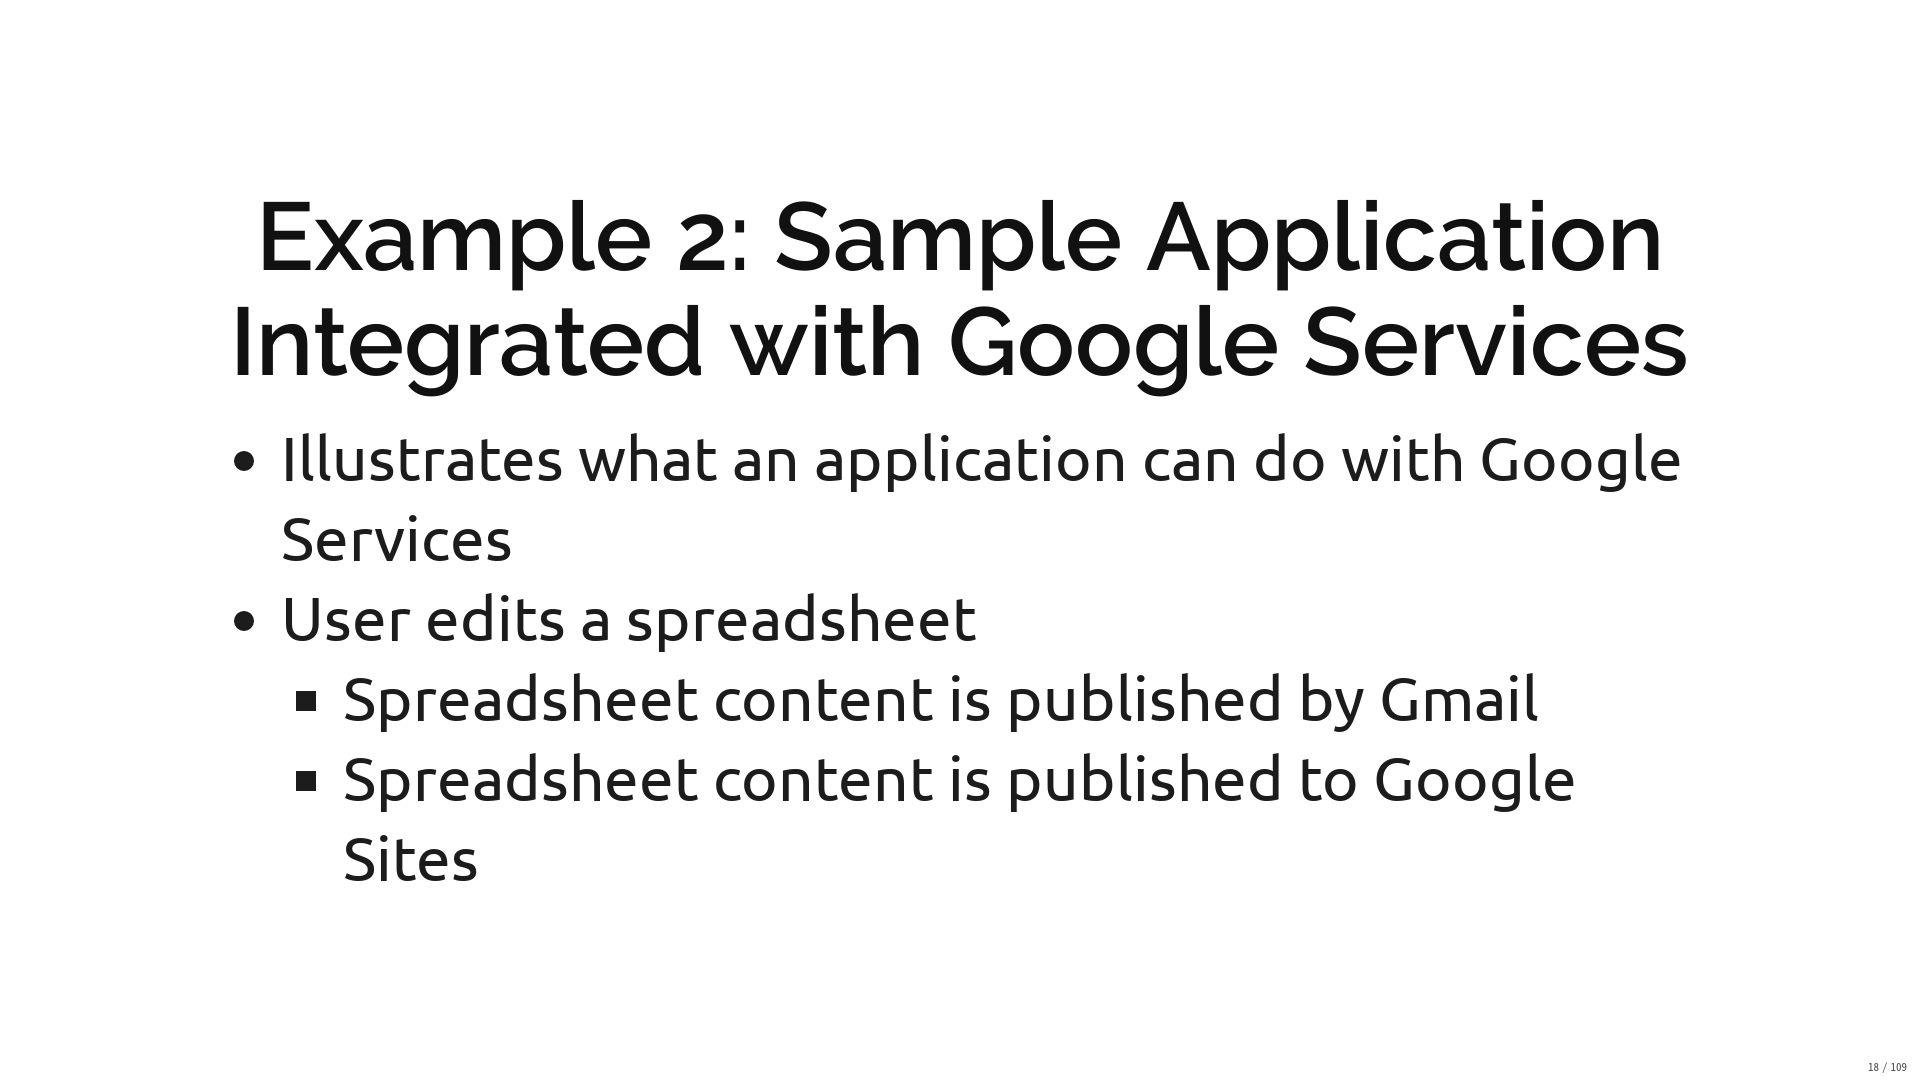 Example 2: Sample Application
Integrated with Google Services
• Illustrates what an application can do with Google
Services
• User edits a spreadsheet
▪ Spreadsheet content is published by Gmail
▪ Spreadsheet content is published to Google
Sites
18 / 109